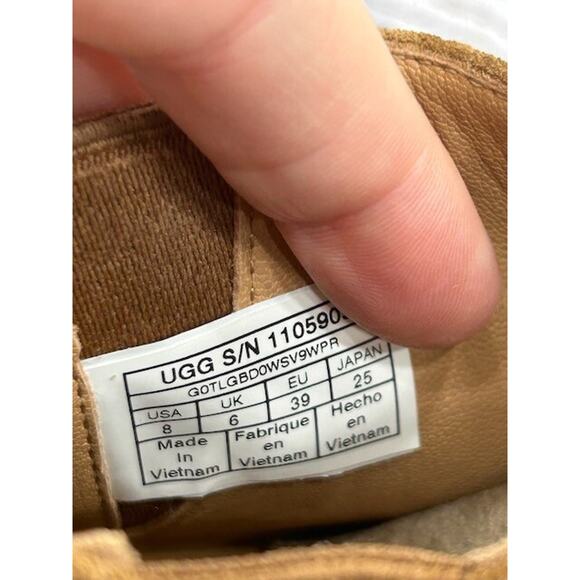 UGG S/N 110590
GOTLGBD0WSV9WPR
USA UK EU JAPAN
8 6 39 25
Made In Vietnam
Fabrique en Vietnam
Hecho en Vietnam